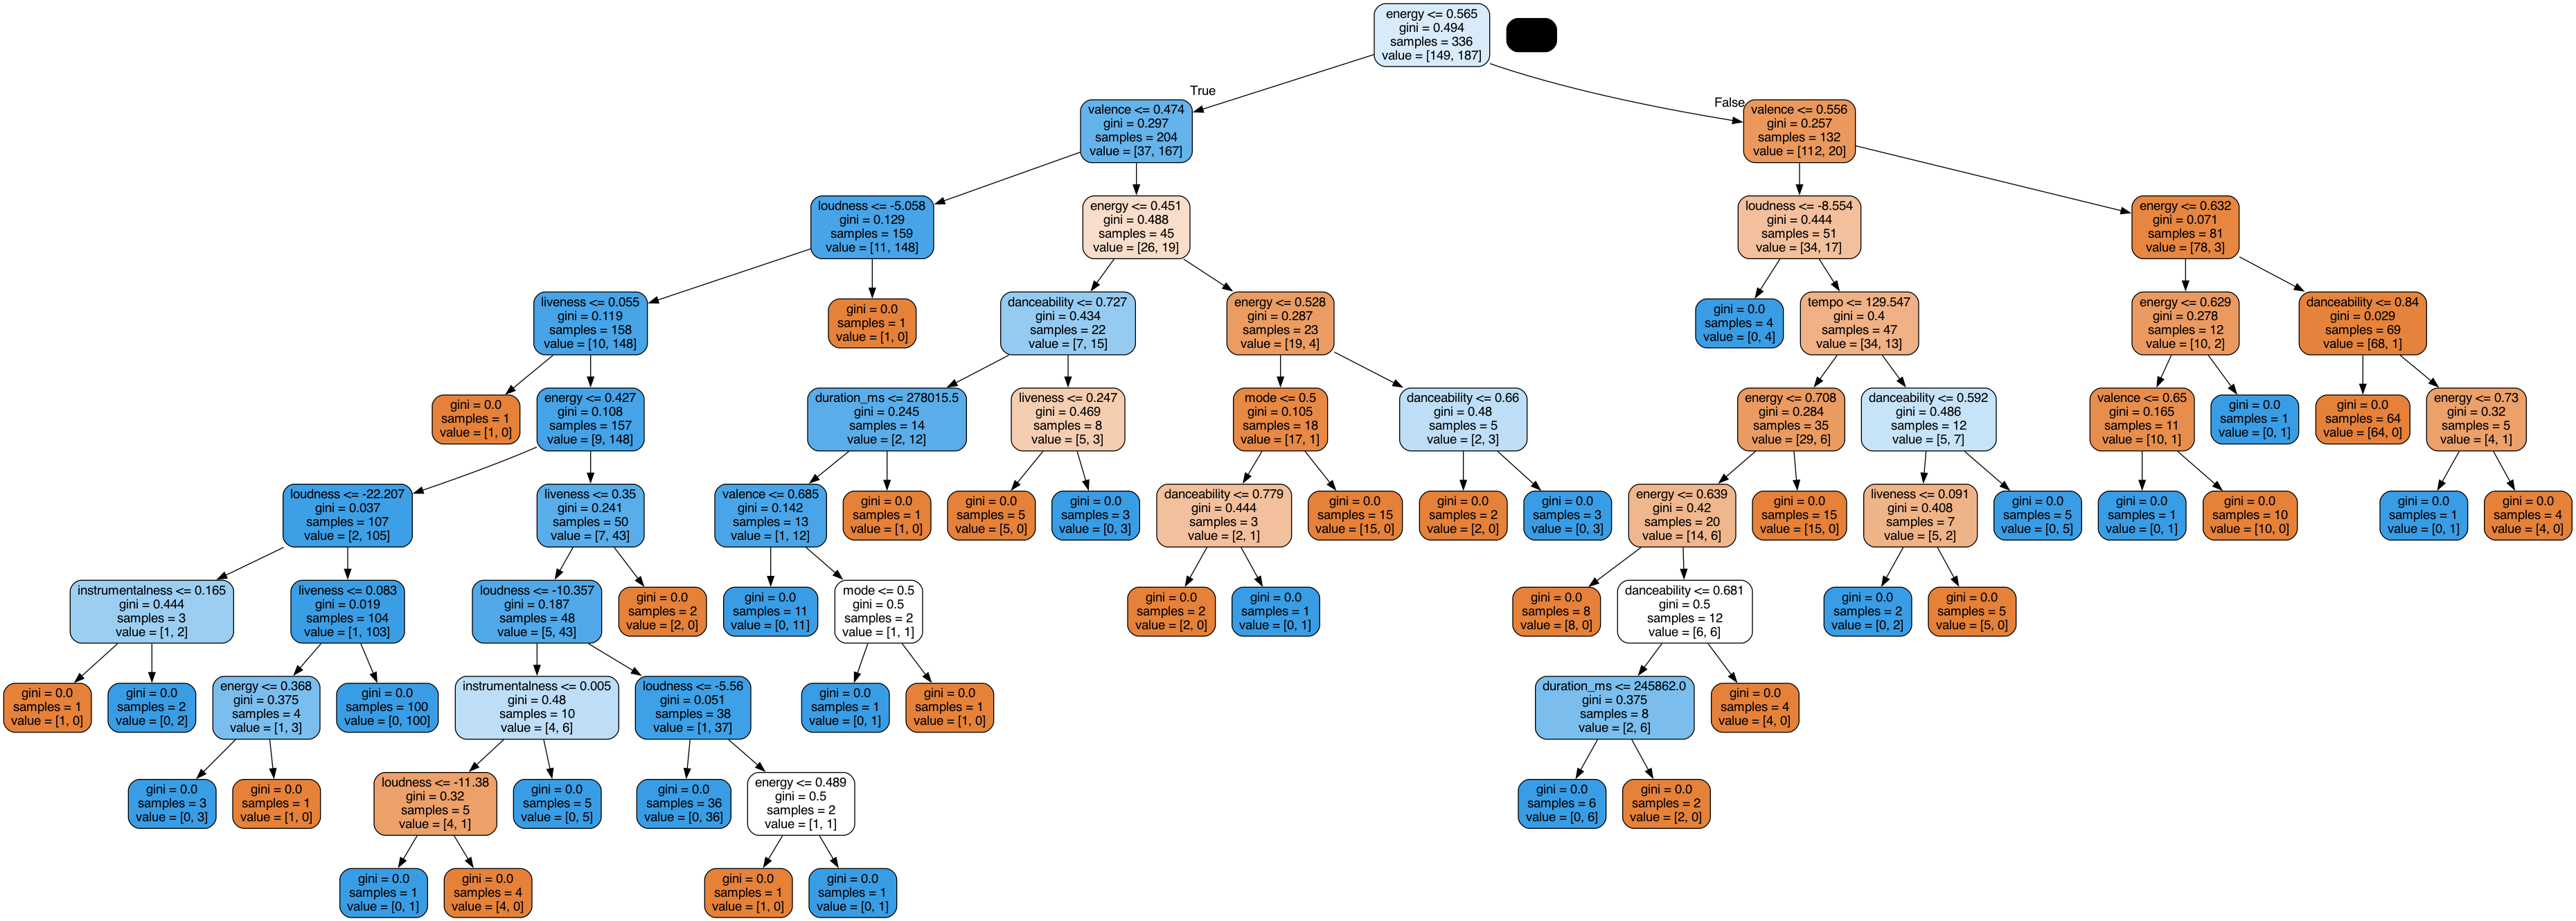 energy <= 0.565
gini = 0.494
samples = 336
value = [149, 187]
True
False
valence <= 0.474
gini = 0.297
samples = 204
value = [37, 167]
valence <= 0.556
gini = 0.257
samples = 132
value = [112, 20]
loudness <= -5.058
gini = 0.129
samples = 159
value = [11, 148]
energy <= 0.451
gini = 0.488
samples = 45
value = [26, 19]
loudness <= -8.554
gini = 0.444
samples = 51
value = [34, 17]
energy <= 0.632
gini = 0.071
samples = 81
value = [78, 3]
liveness <= 0.055
gini = 0.119
samples = 158
value = [10, 148]
gini = 0.0
samples = 1
value = [1, 0]
danceability <= 0.727
gini = 0.434
samples = 22
value = [7, 15]
energy <= 0.528
gini = 0.287
samples = 23
value = [19, 4]
gini = 0.0
samples = 4
value = [0, 4]
tempo <= 129.547
gini = 0.4
samples = 47
value = [34, 13]
energy <= 0.629
gini = 0.278
samples = 12
value = [10, 2]
danceability <= 0.84
gini = 0.029
samples = 69
value = [68, 1]
gini = 0.0
samples = 1
value = [1, 0]
energy <= 0.427
gini = 0.108
samples = 157
value = [9, 148]
duration_ms <= 278015.5
gini = 0.245
samples = 14
value = [2, 12]
liveness <= 0.247
gini = 0.469
samples = 8
value = [5, 3]
mode <= 0.5
gini = 0.105
samples = 18
value = [17, 1]
danceability <= 0.66
gini = 0.48
samples = 5
value = [2, 3]
energy <= 0.708
gini = 0.284
samples = 35
value = [29, 6]
danceability <= 0.592
gini = 0.486
samples = 12
value = [5, 7]
valence <= 0.65
gini = 0.165
samples = 11
value = [10, 1]
gini = 0.0
samples = 1
value = [0, 1]
gini = 0.0
samples = 64
value = [64, 0]
energy <= 0.73
gini = 0.32
samples = 5
value = [4, 1]
loudness <= -22.207
gini = 0.037
samples = 107
value = [2, 105]
liveness <= 0.35
gini = 0.241
samples = 50
value = [7, 43]
valence <= 0.685
gini = 0.142
samples = 13
value = [1, 12]
gini = 0.0
samples = 1
value = [1, 0]
gini = 0.0
samples = 5
value = [5, 0]
gini = 0.0
samples = 3
value = [0, 3]
danceability <= 0.779
gini = 0.444
samples = 3
value = [2, 1]
gini = 0.0
samples = 15
value = [15, 0]
gini = 0.0
samples = 2
value = [2, 0]
gini = 0.0
samples = 3
value = [0, 3]
energy <= 0.639
gini = 0.42
samples = 20
value = [14, 6]
gini = 0.0
samples = 15
value = [15, 0]
liveness <= 0.091
gini = 0.408
samples = 7
value = [5, 2]
gini = 0.0
samples = 5
value = [0, 5]
gini = 0.0
samples = 1
value = [0, 1]
gini = 0.0
samples = 10
value = [10, 0]
gini = 0.0
samples = 1
value = [0, 1]
gini = 0.0
samples = 4
value = [4, 0]
instrumentalness <= 0.165
gini = 0.444
samples = 3
value = [1, 2]
liveness <= 0.083
gini = 0.019
samples = 104
value = [1, 103]
loudness <= -10.357
gini = 0.187
samples = 48
value = [5, 43]
gini = 0.0
samples = 2
value = [2, 0]
gini = 0.0
samples = 11
value = [0, 11]
mode <= 0.5
gini = 0.5
samples = 2
value = [1, 1]
gini = 0.0
samples = 2
value = [2, 0]
gini = 0.0
samples = 1
value = [0, 1]
gini = 0.0
samples = 8
value = [8, 0]
danceability <= 0.681
gini = 0.5
samples = 12
value = [6, 6]
gini = 0.0
samples = 2
value = [0, 2]
gini = 0.0
samples = 5
value = [5, 0]
gini = 0.0
samples = 1
value = [1, 0]
gini = 0.0
samples = 2
value = [0, 2]
energy <= 0.368
gini = 0.375
samples = 4
value = [1, 3]
gini = 0.0
samples = 100
value = [0, 100]
instrumentalness <= 0.005
gini = 0.48
samples = 10
value = [4, 6]
loudness <= -5.56
gini = 0.051
samples = 38
value = [1, 37]
gini = 0.0
samples = 1
value = [0, 1]
gini = 0.0
samples = 1
value = [1, 0]
duration_ms <= 245862.0
gini = 0.375
samples = 8
value = [2, 6]
gini = 0.0
samples = 4
value = [4, 0]
gini = 0.0
samples = 3
value = [0, 3]
gini = 0.0
samples = 1
value = [1, 0]
loudness <= -11.38
gini = 0.32
samples = 5
value = [4, 1]
gini = 0.0
samples = 5
value = [0, 5]
gini = 0.0
samples = 36
value = [0, 36]
energy <= 0.489
gini = 0.5
samples = 2
value = [1, 1]
gini = 0.0
samples = 6
value = [0, 6]
gini = 0.0
samples = 2
value = [2, 0]
gini = 0.0
samples = 1
value = [0, 1]
gini = 0.0
samples = 4
value = [4, 0]
gini = 0.0
samples = 1
value = [1, 0]
gini = 0.0
samples = 1
value = [0, 1]